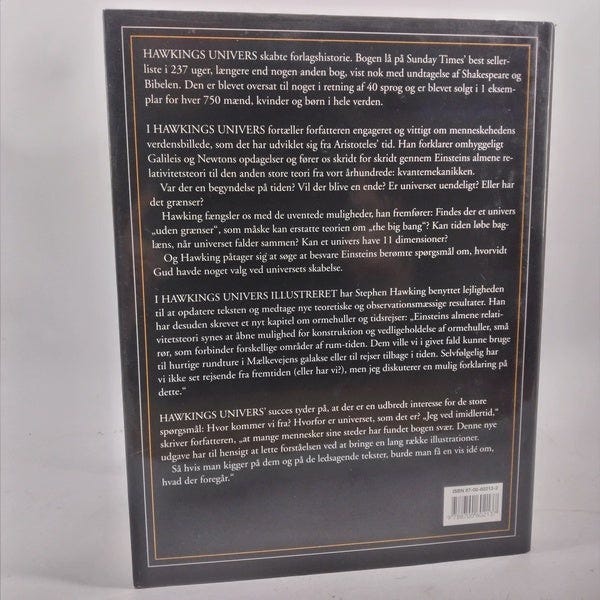 HAWKINGS UNIVERS skabte forlagshistorie. Bogen lå på Sunday Times’ best seller-
liste i 237 uger, længere end nogen anden bog, vist nok med undtagelse af Shakespeare og
Bibelen. Den er blevet oversat til noget i retning af 40 sprog og er blevet solgt i 1 eksem-
plar for hver 750 mænd, kvinder og børn i hele verden.
I HAWKINGS UNIVERS fortæller forfatteren engageret og vittigt om menneskehedens
verdensbillede, som det har udviklet sig fra Aristoteles’ tid. Han forklarer omhyggeligt
Galileis og Newtons opdagelser og fører os skridt for skridt gennem Einsteins almene re-
lativitetsteori til den anden store teori fra vort århundrede: kvantemekanikken.
Var der en begyndelse på tiden? Vil der blive en ende? Er universet uendeligt? Eller har
det grænser?
Hawking fængsler os med de uventede muligheder, han fremfører: Findes der et univers
„uden grænser“, som måske kan erstatte teorien om „the big bang“? Kan tiden løbe bag-
læns, når universet falder sammen? Kan et univers have 11 dimensioner?
Og Hawking påtager sig at søge at besvare Einsteins berømte spørgsmål om, hvorvidt
Gud havde noget valg ved universets skabelse.
I HAWKINGS UNIVERS ILLUSTRERET har Stephen Hawking benyttet lejligheden
til at opdatere teksten og medtage nye teoretiske og observationsmæssige resultater. Han
har desuden skrevet et nyt kapitel om ormehuller og tidsrejser: „Einsteins almene relati-
vitetsteori synes at åbne mulighed for konstruktion og vedligeholdelse af ormehuller, små
rør, som forbinder forskellige områder af rum-tiden. Dem ville vi i givet fald kunne bruge
til hurtige rundture i Mælkevejens galakse eller til rejser tilbage i tiden. Selvfølgelig har
vi ikke set rejsende fra fremtiden (eller har vi?), men jeg diskuterer en mulig forklaring på
dette.“
HAWKINGS UNIVERS’ succes tyder på, at der er en udbredt interesse for de store
spørgsmål: Hvor kommer vi fra? Hvorfor er universet, som det er? „Jeg ved imidlertid,“
skriver forfatteren, „at mange mennesker sine steder har fundet bogen svær. Denne nye
udgave har til hensigt at lette forståelsen ved at bringe en lang række illustrationer.
Så hvis man kigger på dem og på de ledsagende tekster, burde man få en vis idé om,
hvad der foregår.“
ISBN 87-00-60213-2
9788700602137